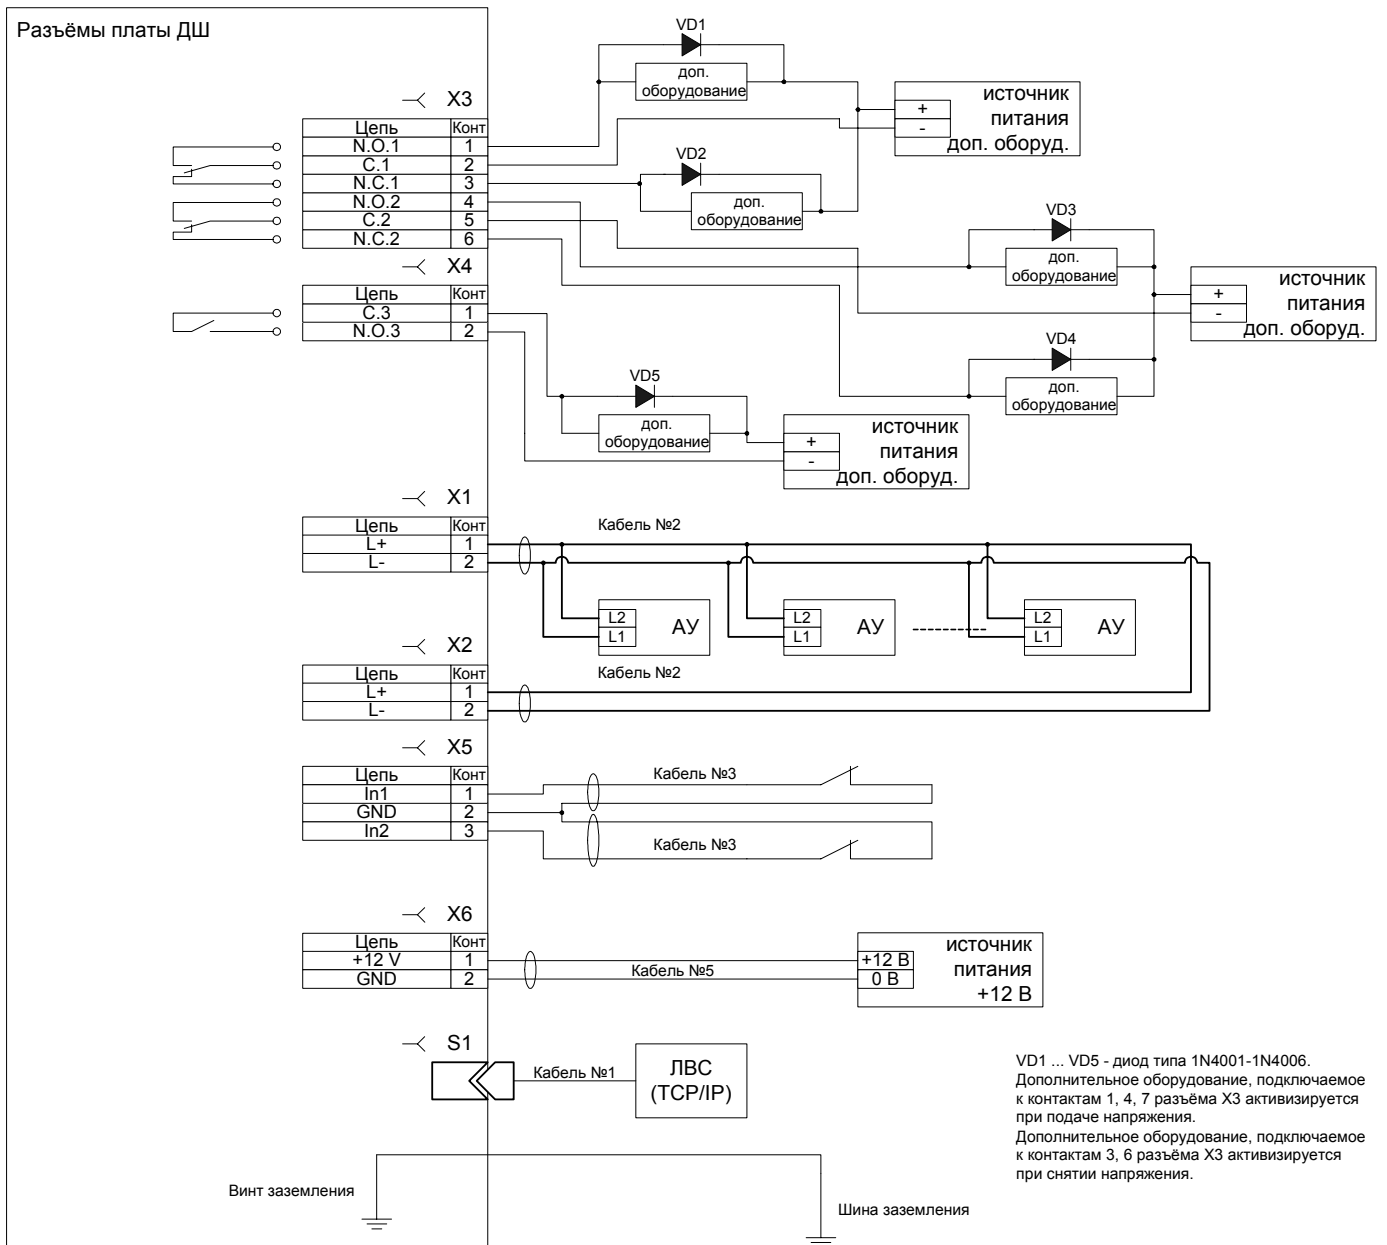 Разъёмы платы ДШ
VD1
доп.
оборудование
источник
питания
доп. оборуд.
+
-
X3
Цепь Конт
N.O.1 1
C.1 2
N.C.1 3
N.O.2 4
C.2 5
N.C.2 6
VD2
доп.
оборудование
VD3
доп.
оборудование
источник
питания
доп. оборуд.
+
-
VD4
доп.
оборудование
X4
Цепь Конт
C.3 1
N.O.3 2
VD5
доп.
оборудование
источник
питания
доп. оборуд.
+
-
X1
Цепь Конт
L+ 1
L- 2
Кабель №2
L2
L1
АУ
L2
L1
АУ
L2
L1
АУ
X2
Цепь Конт
L+ 1
L- 2
Кабель №2
X5
Цепь Конт
In1 1
GND 2
In2 3
Кабель №3
Кабель №3
X6
Цепь Конт
+12 V 1
GND 2
Кабель №5
+12 В
0 В
источник
питания
+12 В
S1
Кабель №1
ЛВС
(TCP/IP)
VD1 ... VD5 - диод типа 1N4001-1N4006.
Дополнительное оборудование, подключаемое
к контактам 1, 4, 7 разъёма X3 активизируется
при подаче напряжения.
Дополнительное оборудование, подключаемое
к контактам 3, 6 разъёма X3 активизируется
при снятии напряжения.
Винт заземления
Шина заземления